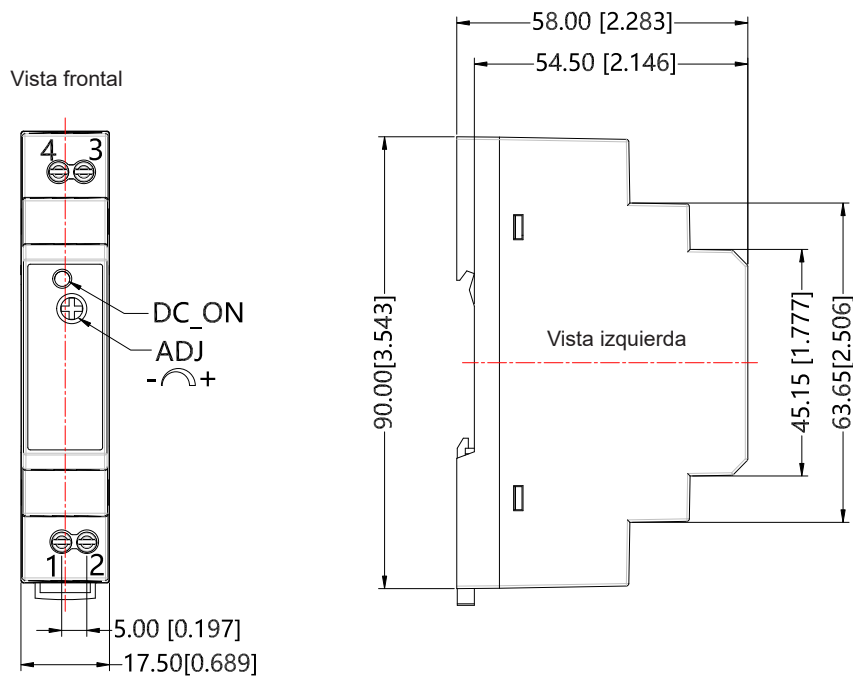 58.00 [2.283]
54.50 [2.146]
Vista frontal
4 3
DC_ON
ADJ
- +
90.00[3.543]
Vista izquierda
45.15 [1.777]
63.65[2.506]
1 2
5.00 [0.197]
17.50[0.689]